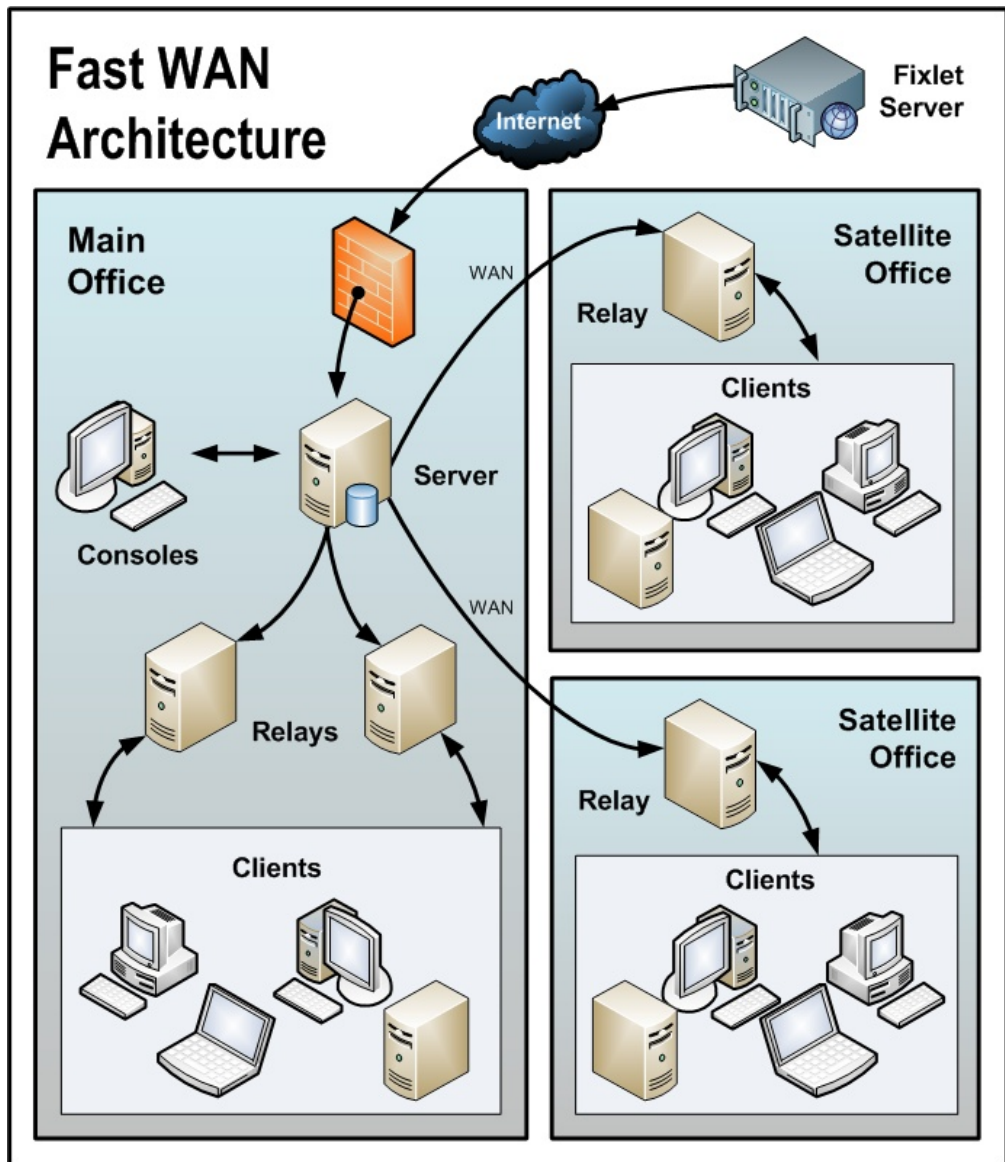 Fast WAN
Architecture
Internet
Fixlet
Server
Main
Office
WAN
Consoles
Server
WAN
Relays
Clients
Satellite
Office
Relay
Clients
Satellite
Office
Relay
Clients